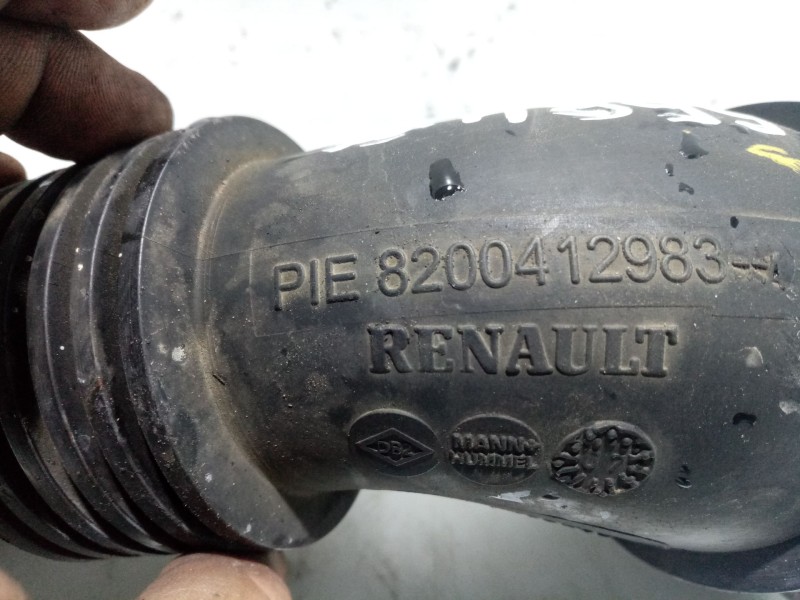 PIE 8200412983
RENAULT
MANN+
HUMMEL